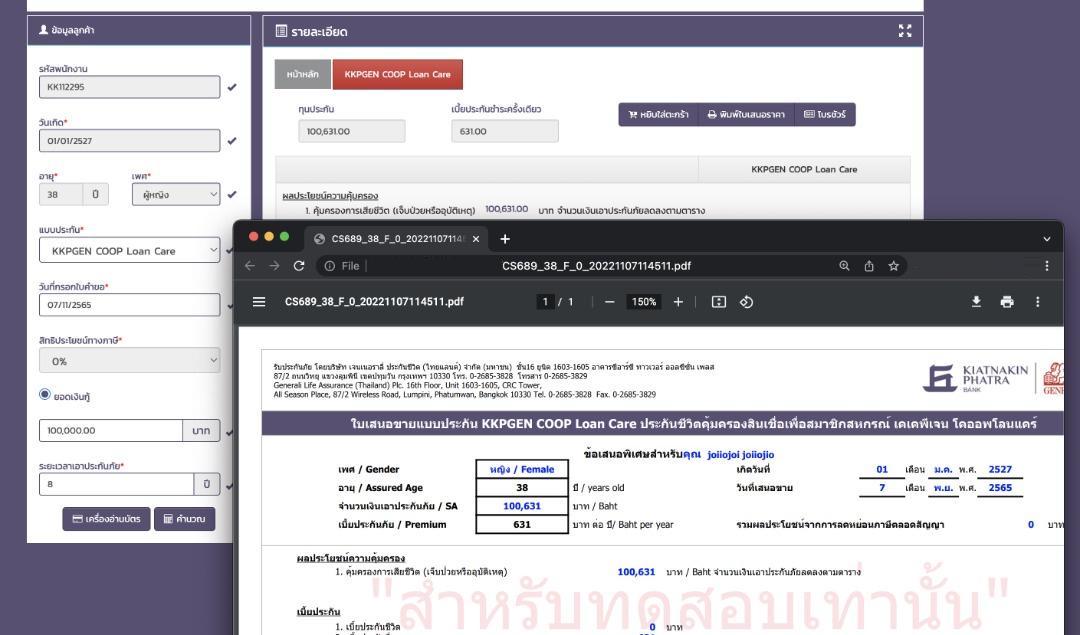 ข้อมูลลูกค้า
รหัสพนักงาน
KK112295
วันเกิด*
01/01/2527
อายุ* เพศ*
38 ปี ผู้หญิง
แบบประกัน*
KKPGEN COOP Loan Care
วันที่กรอกใบคำขอ*
07/11/2565
สิทธิประโยชน์ทางภาษี*
0%
ยอดเงินกู้
100,000.00 บาท
ระยะเวลาเอาประกันภัย*
8 ปี
เครื่องอ่านบัตร คำนวณ
รายละเอียด
หน้าหลัก KKPGEN COOP Loan Care
ทุนประกัน เบี้ยประกันชำระครั้งเดียว
100,631.00 631.00 หยิบใส่ตะกร้า พิมพ์ใบเสนอราคา โบรชัวร์
KKPGEN COOP Loan Care
ผลประโยชน์ความคุ้มครอง
1. คุ้มครองการเสียชีวิต (เจ็บป่วยหรืออุบัติเหตุ) 100,631.00 บาท จำนวนเงินเอาประกันภัยลดลงตามตาราง
CS689_38_F_0_2022110711451
File CS689_38_F_0_20221107114511.pdf
CS689_38_F_0_20221107114511.pdf 1 / 1 150%
รับประกันภัย โดยบริษัท เจนเนอราลี่ ประกันชีวิต (ไทยแลนด์) จำกัด (มหาชน) ชั้น16 ยูนิต 1603-1605 อาคารซีอาร์ซี ทาวเวอร์ ออลซีซั่น เพลส
87/2 ถนนวิทยุ แขวงลุมพินี เขตปทุมวัน กรุงเทพฯ 10330 โทร. 0-2685-3828 โทรสาร 0-2685-3829
Generali Life Assurance (Thailand) Plc. 16th Floor, Unit 1603-1605, CRC Tower,
All Season Place, 87/2 Wireless Road, Lumpini, Phatumwan, Bangkok 10330 Tel. 0-2685-3828 Fax. 0-2685-3829
KIATNAKIN
PHATRA
BANK
GENE
ใบเสนอขายแบบประกัน KKPGEN COOP Loan Care ประกันชีวิตคุ้มครองสินเชื่อเพื่อสมาชิกสหกรณ์ เคเคพีเจน โคออพโลนแคร์
ข้อเสนอพิเศษสำหรับคุณ joiiojoi joiiojio
เพศ / Gender หญิง / Female เกิดวันที่ 01 เดือน ม.ค. พ.ศ. 2527
อายุ / Assured Age 38 ปี / years old วันที่เสนอขาย 7 เดือน พ.ย. พ.ศ. 2565
จำนวนเงินเอาประกันภัย / SA 100,631 บาท / Baht
เบี้ยประกันภัย / Premium 631 บาท ต่อ ปี/ Baht per year รวมผลประโยชน์จากการลดหย่อนภาษีตลอดสัญญา 0 บาท
ผลประโยชน์ความคุ้มครอง
1. คุ้มครองการเสียชีวิต (เจ็บป่วยหรืออุบัติเหตุ) 100,631 บาท / Baht จำนวนเงินเอาประกันภัยลดลงตามตาราง
"สำหรับทดสอบเท่านั้น"
เบี้ยประกัน
1. เบี้ยประกันชีวิต 0 บาท